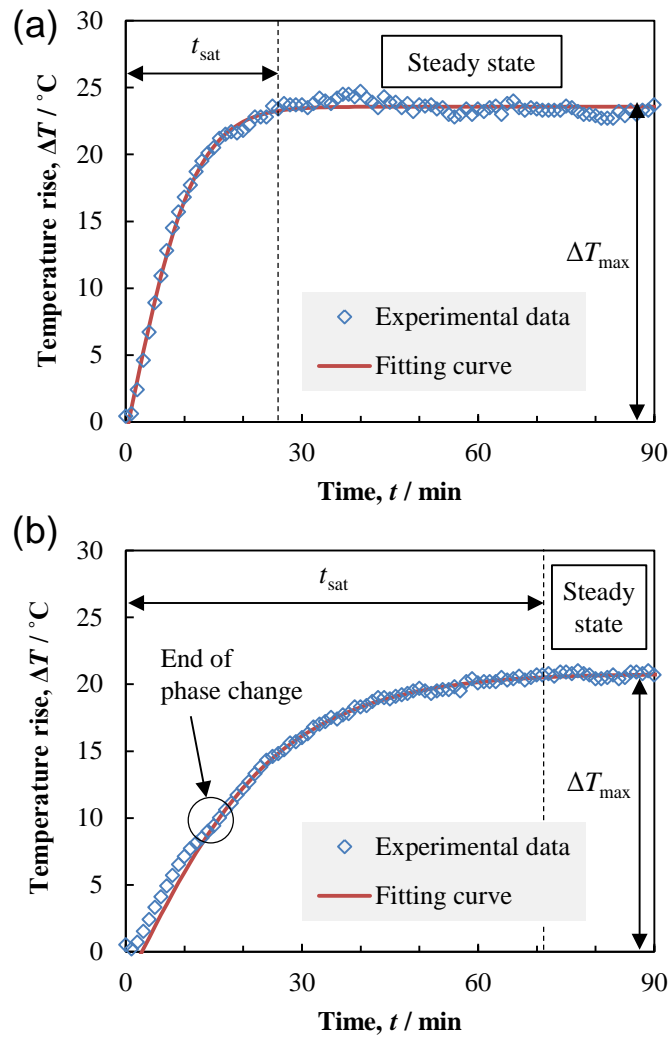 (a)
30
25
20
15
10
5
0
Temperature rise, ΔT / °C
t_sat
Steady state
ΔT_max
Experimental data
Fitting curve
0
30
60
90
Time, t / min
(b)
30
25
20
15
10
5
0
Temperature rise, ΔT / °C
t_sat
Steady
state
End of
phase change
ΔT_max
Experimental data
Fitting curve
0
30
60
90
Time, t / min